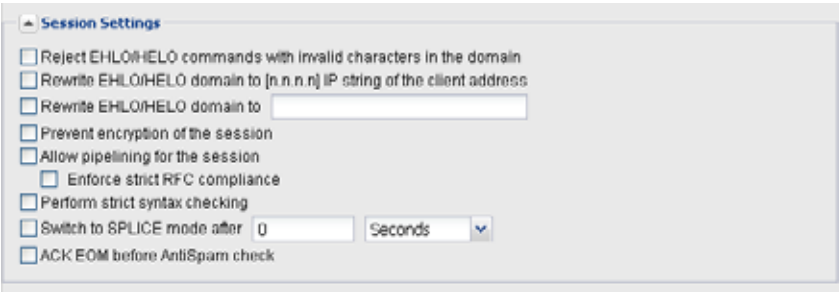 Session Settings
Reject EHLO/HELO commands with invalid characters in the domain
Rewrite EHLO/HELO domain to [n.n.n.n] IP string of the client address
Rewrite EHLO/HELO domain to
Prevent encryption of the session
Allow pipelining for the session
Enforce strict RFC compliance
Perform strict syntax checking
Switch to SPLICE mode after 0 Seconds
ACK EOM before AntiSpam check